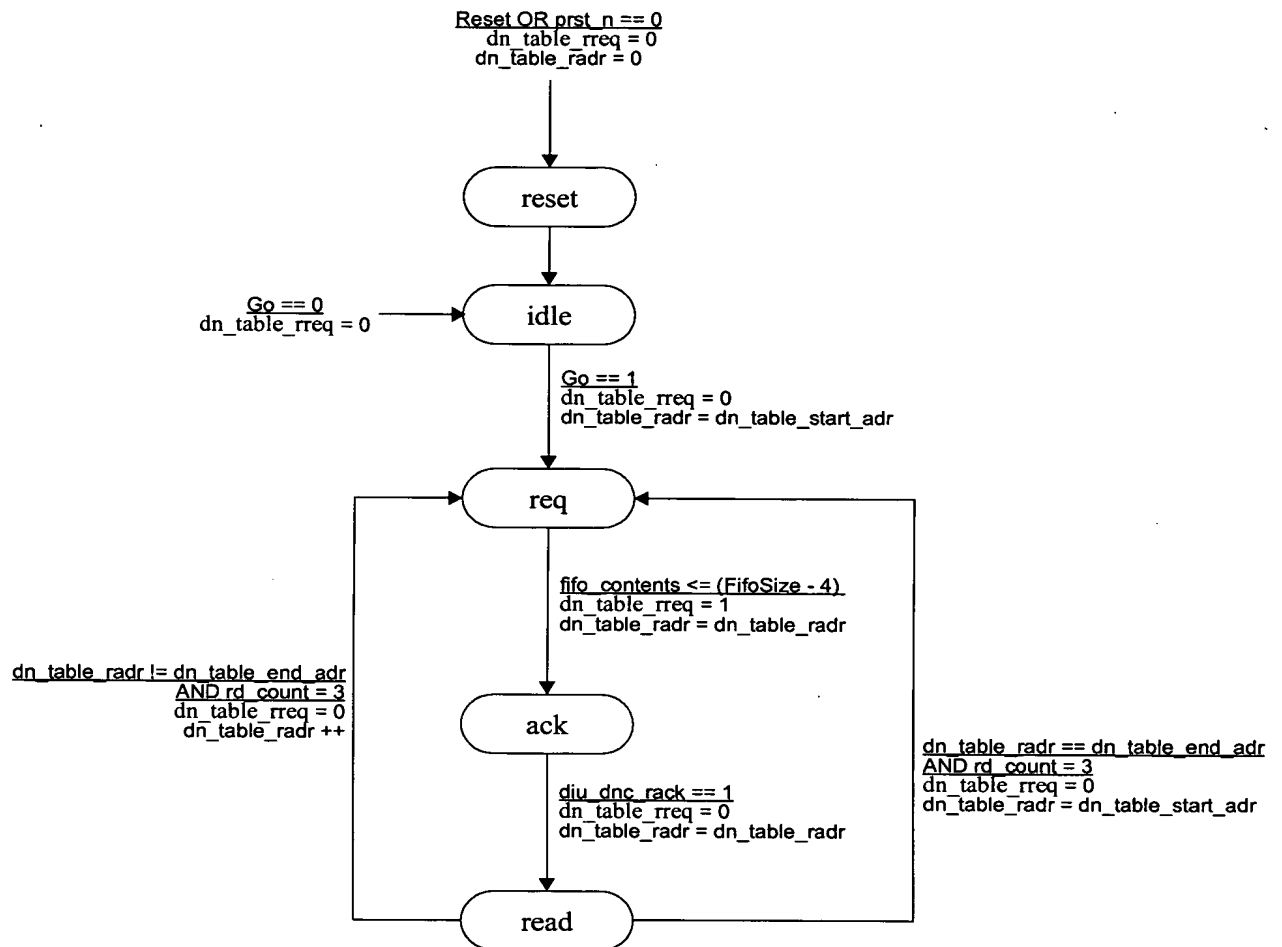 Reset OR prst_n == 0
dn_table_rreq = 0
dn_table_radr = 0
reset
idle
Go == 0
dn_table_rreq = 0
Go == 1
dn_table_rreq = 0
dn_table_radr = dn_table_start_adr
req
fifo_contents <= (FifoSize - 4)
dn_table_rreq = 1
dn_table_radr = dn_table_radr
dn_table_radr != dn_table_end_adr
AND rd_count = 3
dn_table_rreq = 0
dn_table_radr ++
ack
dn_table_radr == dn_table_end_adr
AND rd_count = 3
dn_table_rreq = 0
dn_table_radr = dn_table_start_adr
diu_dnc_rack == 1
dn_table_rreq = 0
dn_table_radr = dn_table_radr
read